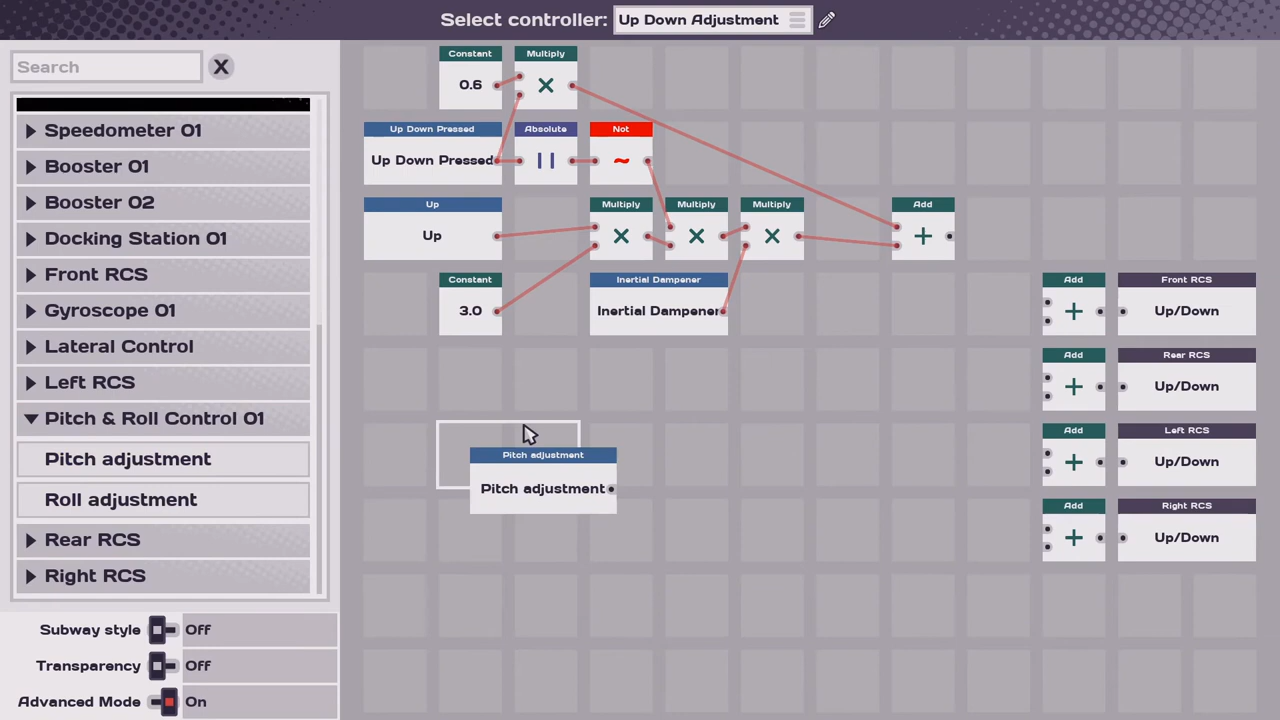 Select controller: Up Down Adjustment
Search X
Speedometer 01
Booster 01
Booster 02
Docking Station 01
Front RCS
Gyroscope 01
Lateral Control
Left RCS
Pitch & Roll Control 01
Pitch adjustment
Roll adjustment
Rear RCS
Right RCS
Subway style Off
Transparency Off
Advanced Mode On
Constant Multiply
0.6 ×
Up Down Pressed Absolute Not
Up Down Pressed | | ~
Up Multiply Multiply Multiply Add
Up × × × +
Constant Inertial Dampener Add Front RCS
3.0 Inertial Dampener + Up/Down
Add Rear RCS
+ Up/Down
Add Left RCS
+ Up/Down
Pitch adjustment
Pitch adjustment
Add Right RCS
+ Up/Down